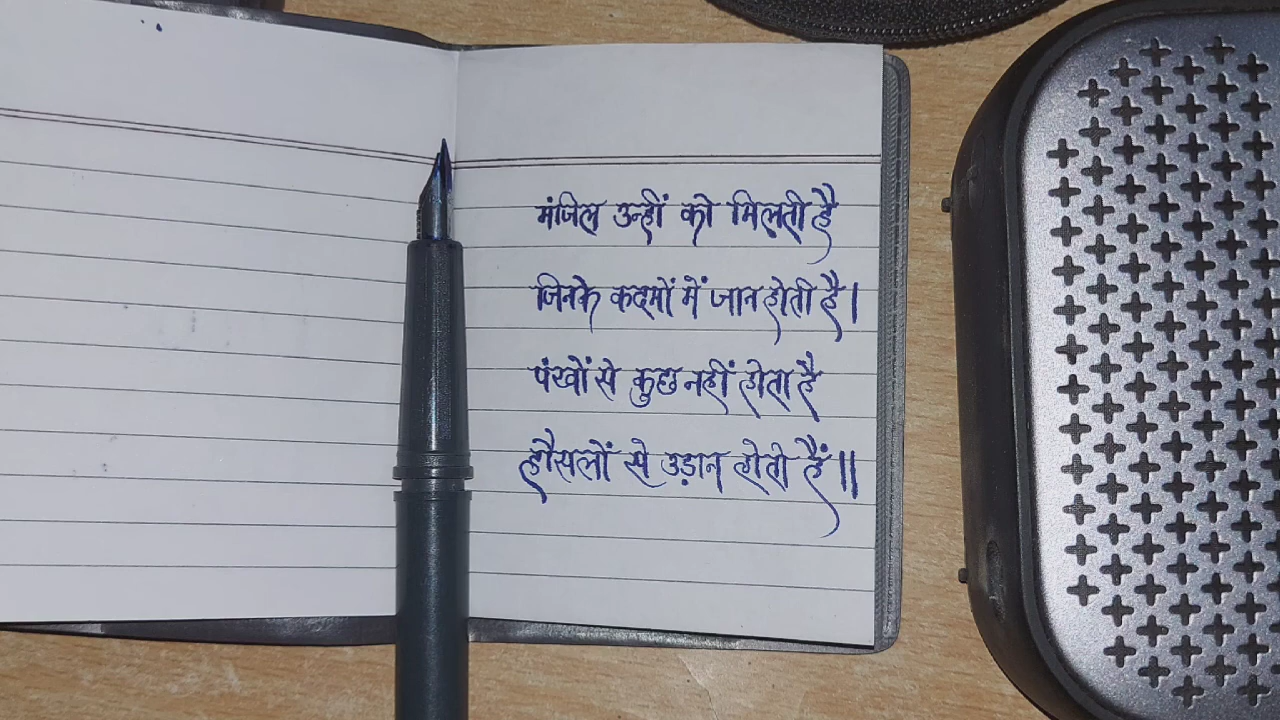 मंजिल उन्हीं को मिलती है
जिनके कदमों में जान होती है।
पंखों से कुछ नहीं होता है
हौसलों से उड़ान होती हैं॥